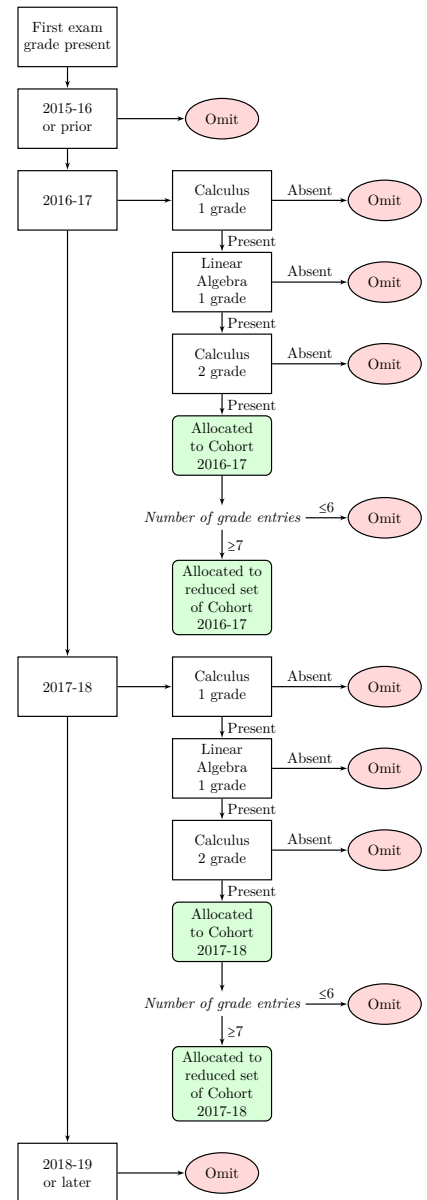 First exam
grade present
2015-16
or prior
Omit
2016-17
Calculus
1 grade
Absent
Omit
Present
Linear
Algebra
1 grade
Absent
Omit
Present
Calculus
2 grade
Absent
Omit
Present
Allocated
to Cohort
2016-17
Number of grade entries
≤6
Omit
≥7
Allocated to
reduced set
of Cohort
2016-17
2017-18
Calculus
1 grade
Absent
Omit
Present
Linear
Algebra
1 grade
Absent
Omit
Present
Calculus
2 grade
Absent
Omit
Present
Allocated
to Cohort
2017-18
Number of grade entries
≤6
Omit
≥7
Allocated to
reduced set
of Cohort
2017-18
2018-19
or later
Omit